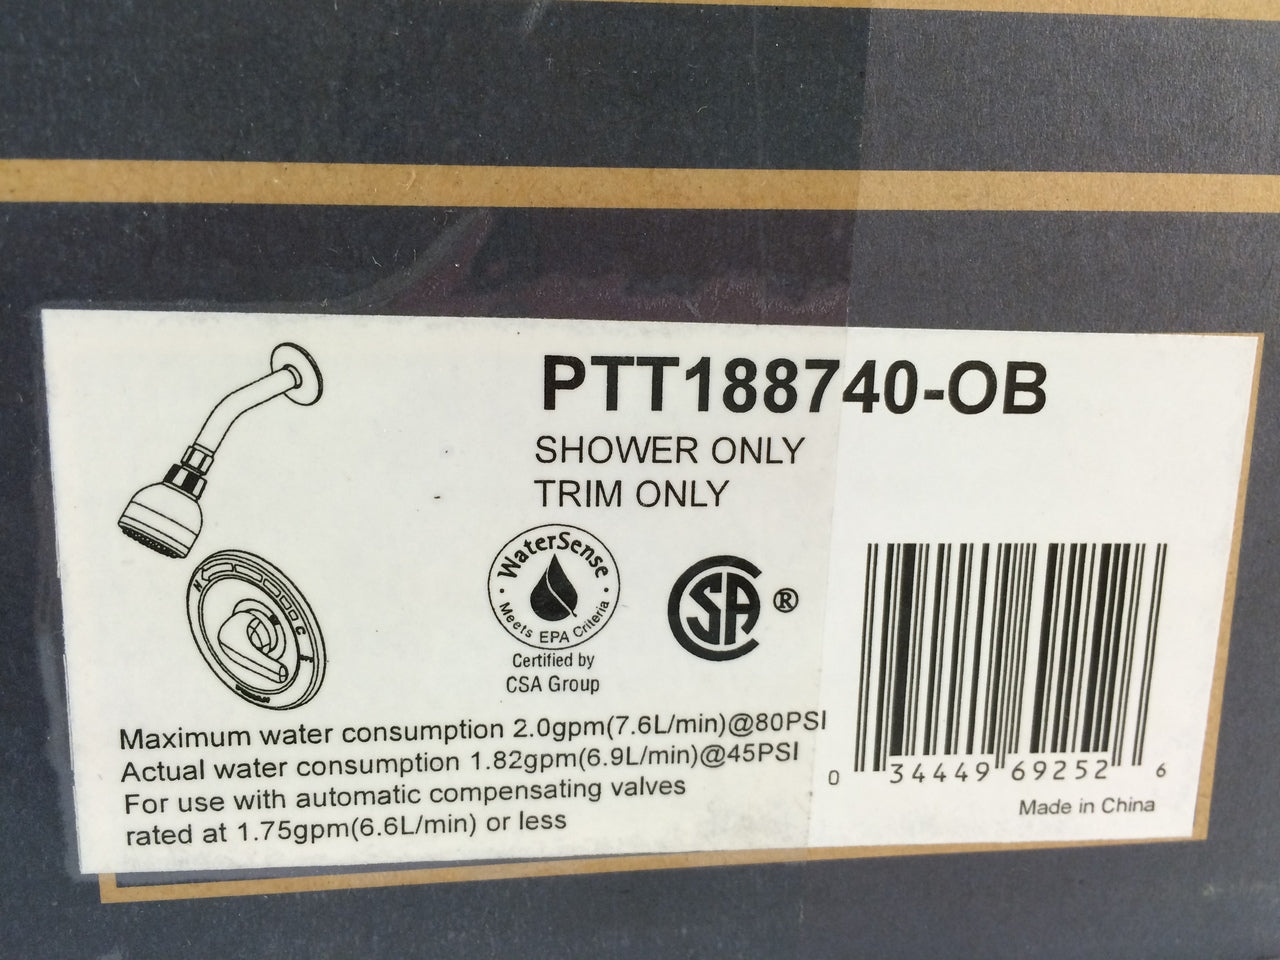 PTT188740-OB
SHOWER ONLY
TRIM ONLY
WaterSense
Meets EPA Criteria
Certified by
CSA Group
CSA®
H
C
Maximum water consumption 2.0gpm(7.6L/min)@80PSI
Actual water consumption 1.82gpm(6.9L/min)@45PSI
For use with automatic compensating valves
rated at 1.75gpm(6.6L/min) or less
0 34449 69252 6
Made in China